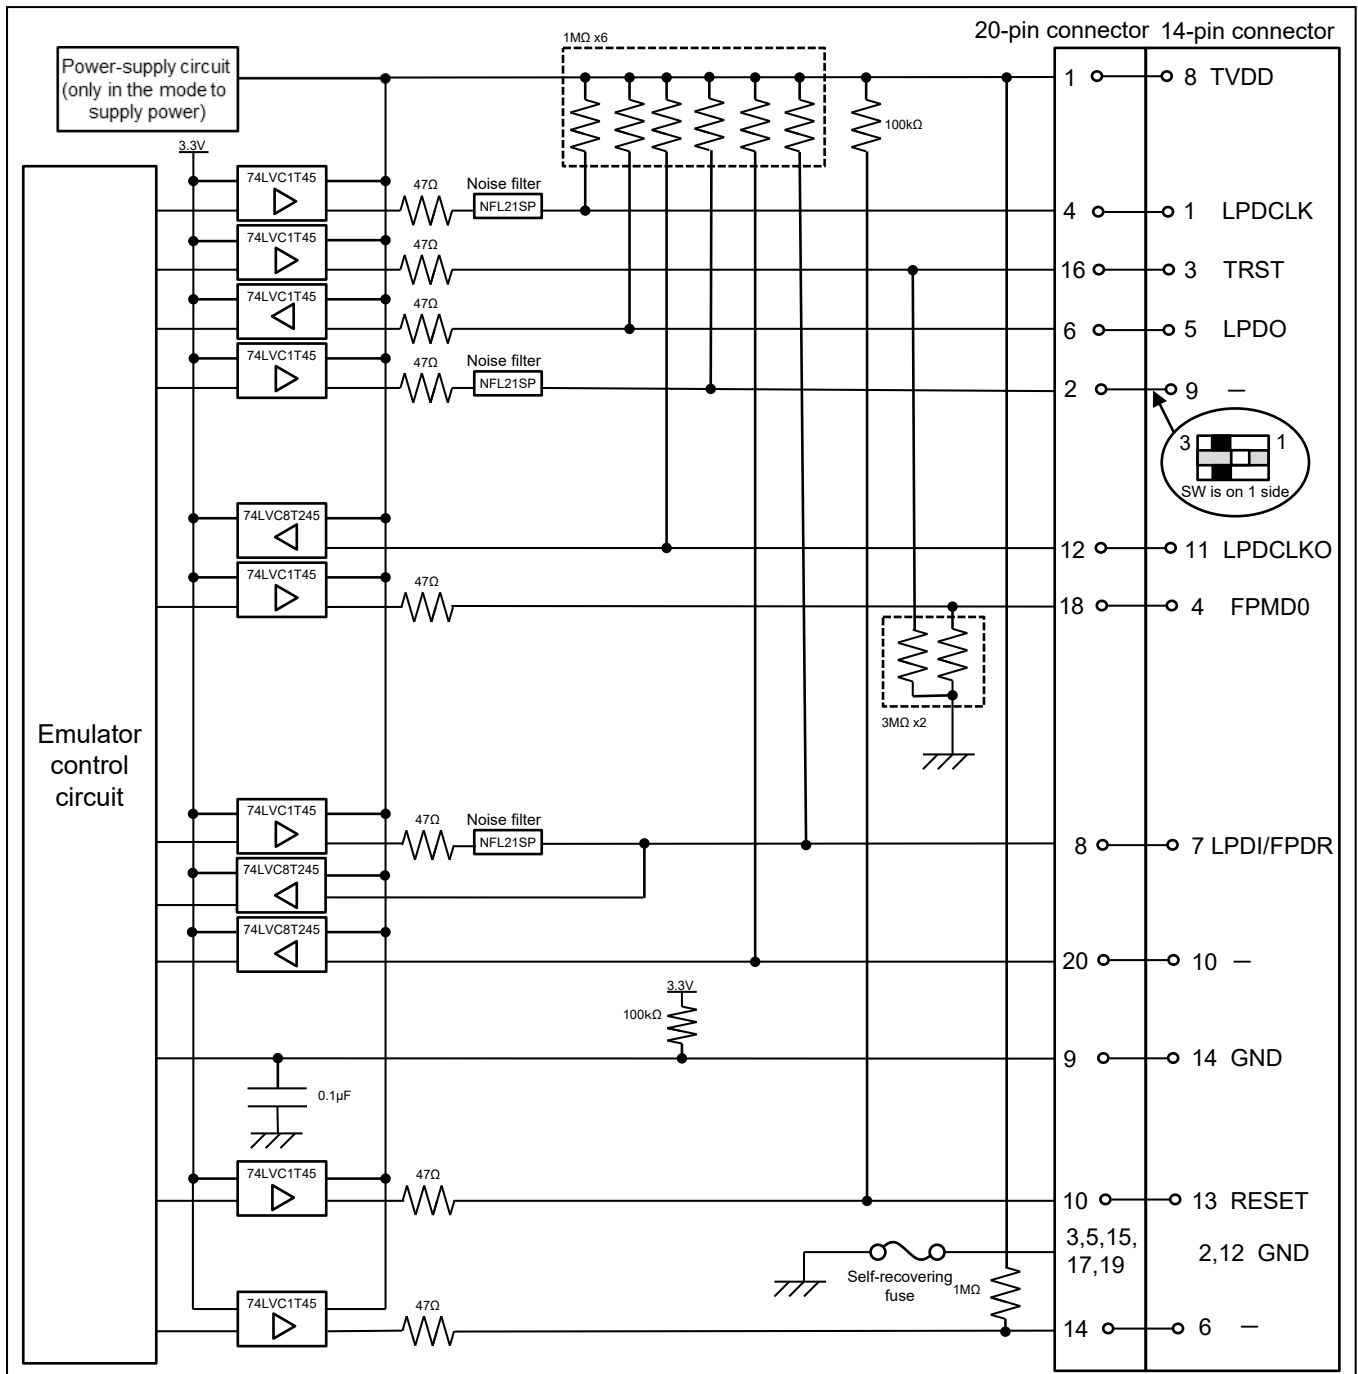 20-pin connector 14-pin connector
1MΩ x6
Power-supply circuit
(only in the mode to
supply power)
1 8 TVDD
100kΩ
3.3V
74LVC1T45
47Ω
Noise filter
NFL21SP
4 1 LPDCLK
74LVC1T45
47Ω
16 3 TRST
74LVC1T45
47Ω
6 5 LPDO
74LVC1T45
47Ω
Noise filter
NFL21SP
2 9 —
3 1
SW is on 1 side
74LVC8T245
12 11 LPDCLKO
74LVC1T45
47Ω
18 4 FPMD0
3MΩ x2
Emulator
control
circuit
74LVC1T45
47Ω
Noise filter
NFL21SP
8 7 LPDI/FPDR
74LVC8T245
74LVC8T245
20 10 —
3.3V
100kΩ
9 14 GND
0.1µF
74LVC1T45
47Ω
10 13 RESET
3,5,15,
17,19
2,12 GND
Self-recovering
fuse
1MΩ
74LVC1T45
47Ω
14 6 —